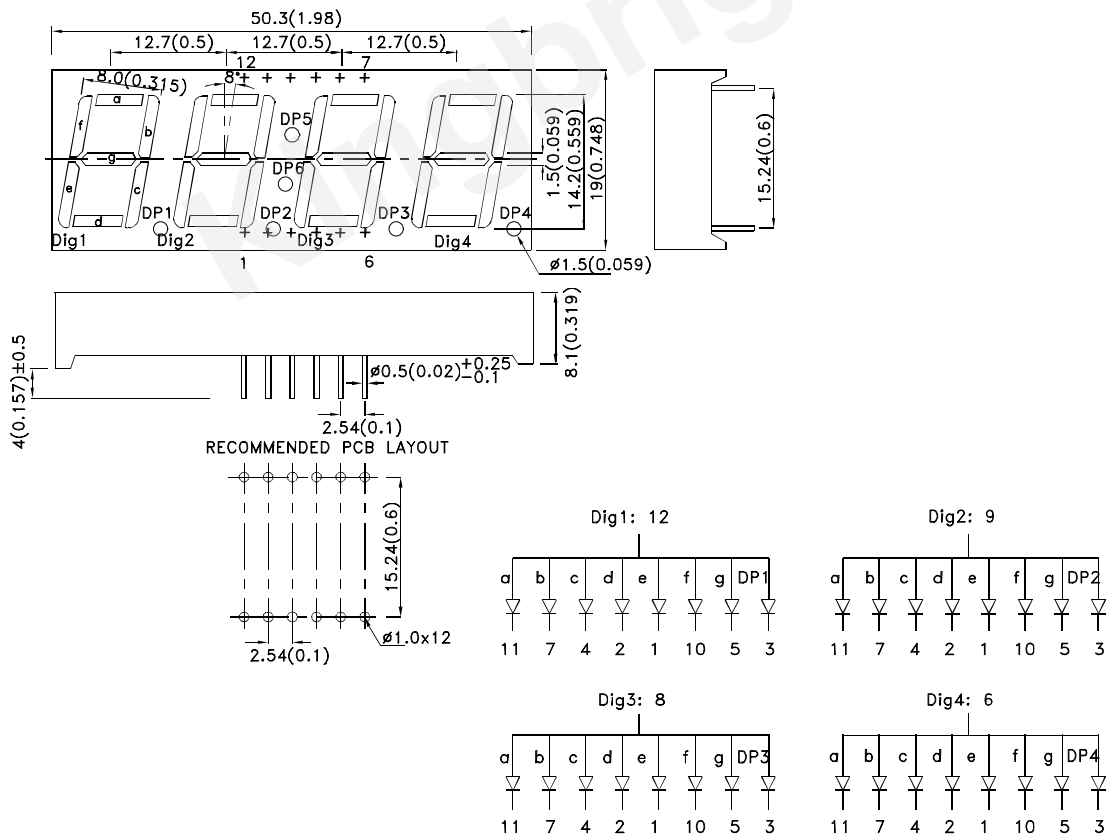 50.3(1.98)
12.7(0.5) 12.7(0.5) 12.7(0.5)
12 7
8.0(0.315) 8°
a
f b
g
e c
d
DP5
DP6
DP1 DP2 DP3 DP4
Dig1 Dig2 Dig3 Dig4
1 6
1.5(0.059)
14.2(0.559)
19(0.748)
ø1.5(0.059)
15.24(0.6)
Kingbrig
4(0.157)±0.5
ø0.5(0.02) +0.25 -0.1
8.1(0.319)
2.54(0.1)
RECOMMENDED PCB LAYOUT
15.24(0.6)
2.54(0.1)
ø1.0x12
Dig1: 12
a b c d e f g DP1
11 7 4 2 1 10 5 3
Dig2: 9
a b c d e f g DP2
11 7 4 2 1 10 5 3
Dig3: 8
a b c d e f g DP3
11 7 4 2 1 10 5 3
Dig4: 6
a b c d e f g DP4
11 7 4 2 1 10 5 3